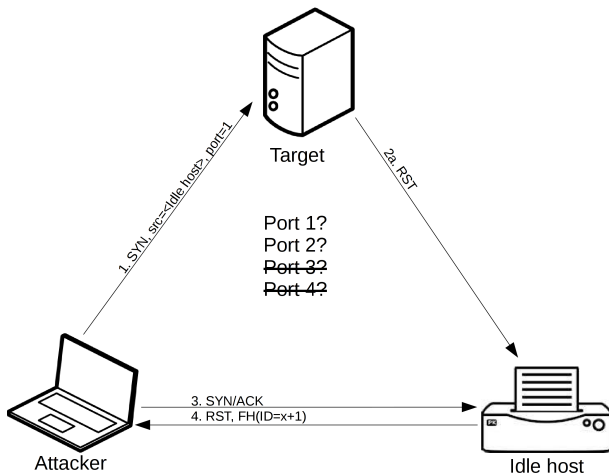 Target
1. SYN, src=<Idle host>, port=1
2a. RST
Port 1?
Port 2?
Port 3?
Port 4?
3. SYN/ACK
4. RST, FH(ID=x+1)
Attacker
Idle host